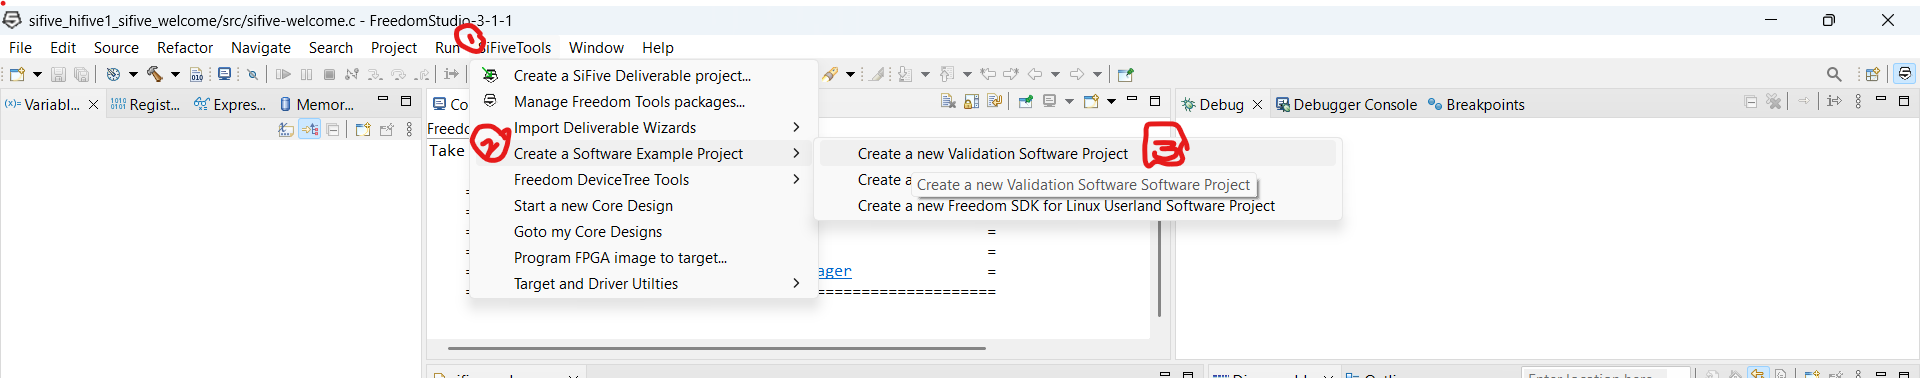 sifive_hifive1_sifive_welcome/src/sifive-welcome.c - FreedomStudio-3-1-1
File Edit Source Refactor Navigate Search Project Run SiFiveTools Window Help
1
Create a SiFive Deliverable project...
Manage Freedom Tools packages...
Import Deliverable Wizards
2
Create a Software Example Project
Freedom DeviceTree Tools
Start a new Core Design
Goto my Core Designs
Program FPGA image to target...
Target and Driver Utilties
Create a new Validation Software Project
3
Create a
Create a new Validation Software Software Project
Create a new Freedom SDK for Linux Userland Software Project
(x)= Variabl... Regist... Expres... Memor...
Co
Freedo
Take
=
=
=
=
ager =
=====================
Debug Debugger Console Breakpoints